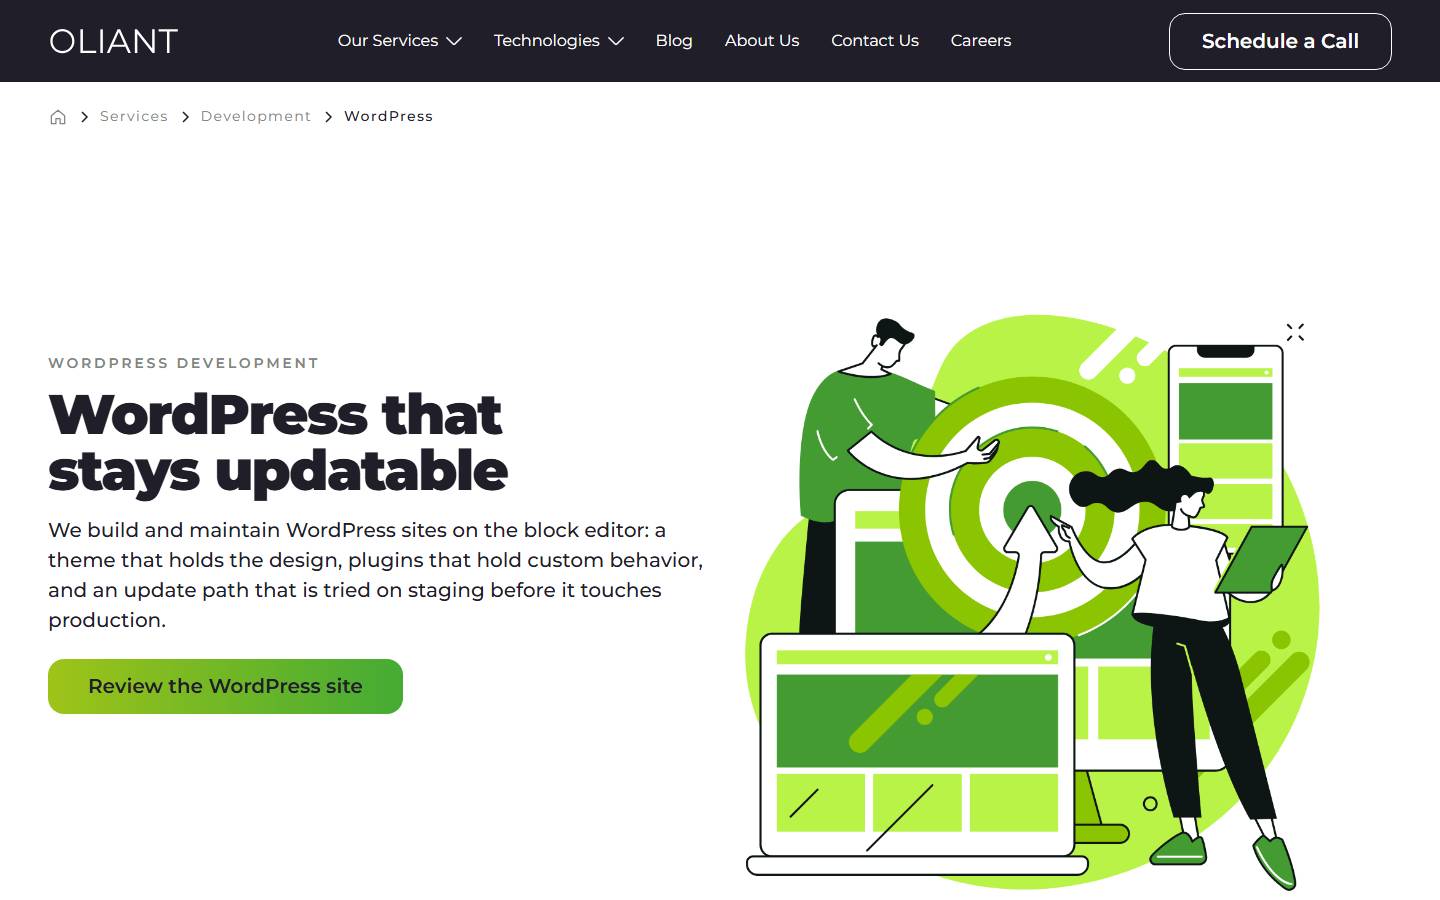 OLIANT
Our Services
Technologies
Blog
About Us
Contact Us
Careers
Schedule a Call
Services
Development
WordPress
WORDPRESS DEVELOPMENT
WordPress that
stays updatable
We build and maintain WordPress sites on the block editor: a
theme that holds the design, plugins that hold custom behavior,
and an update path that is tried on staging before it touches
production.
Review the WordPress site